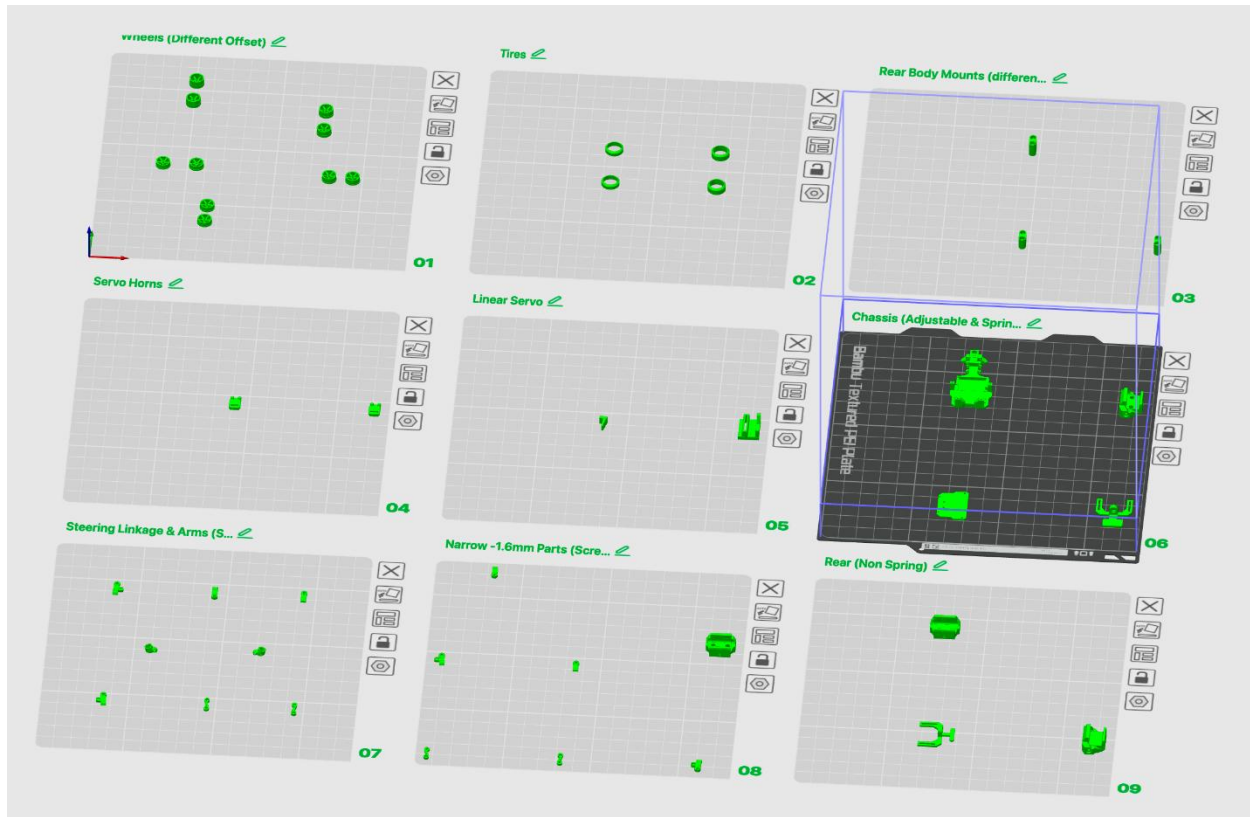 Wheels (Different Offset)
Tires
Rear Body Mounts (differen...
01
02
03
Servo Horns
Linear Servo
Chassis (Adjustable & Sprin...
Bambu Textured PEI Plate
04
05
06
Steering Linkage & Arms (S...
Narrow -1.6mm Parts (Scre...
Rear (Non Spring)
07
08
09